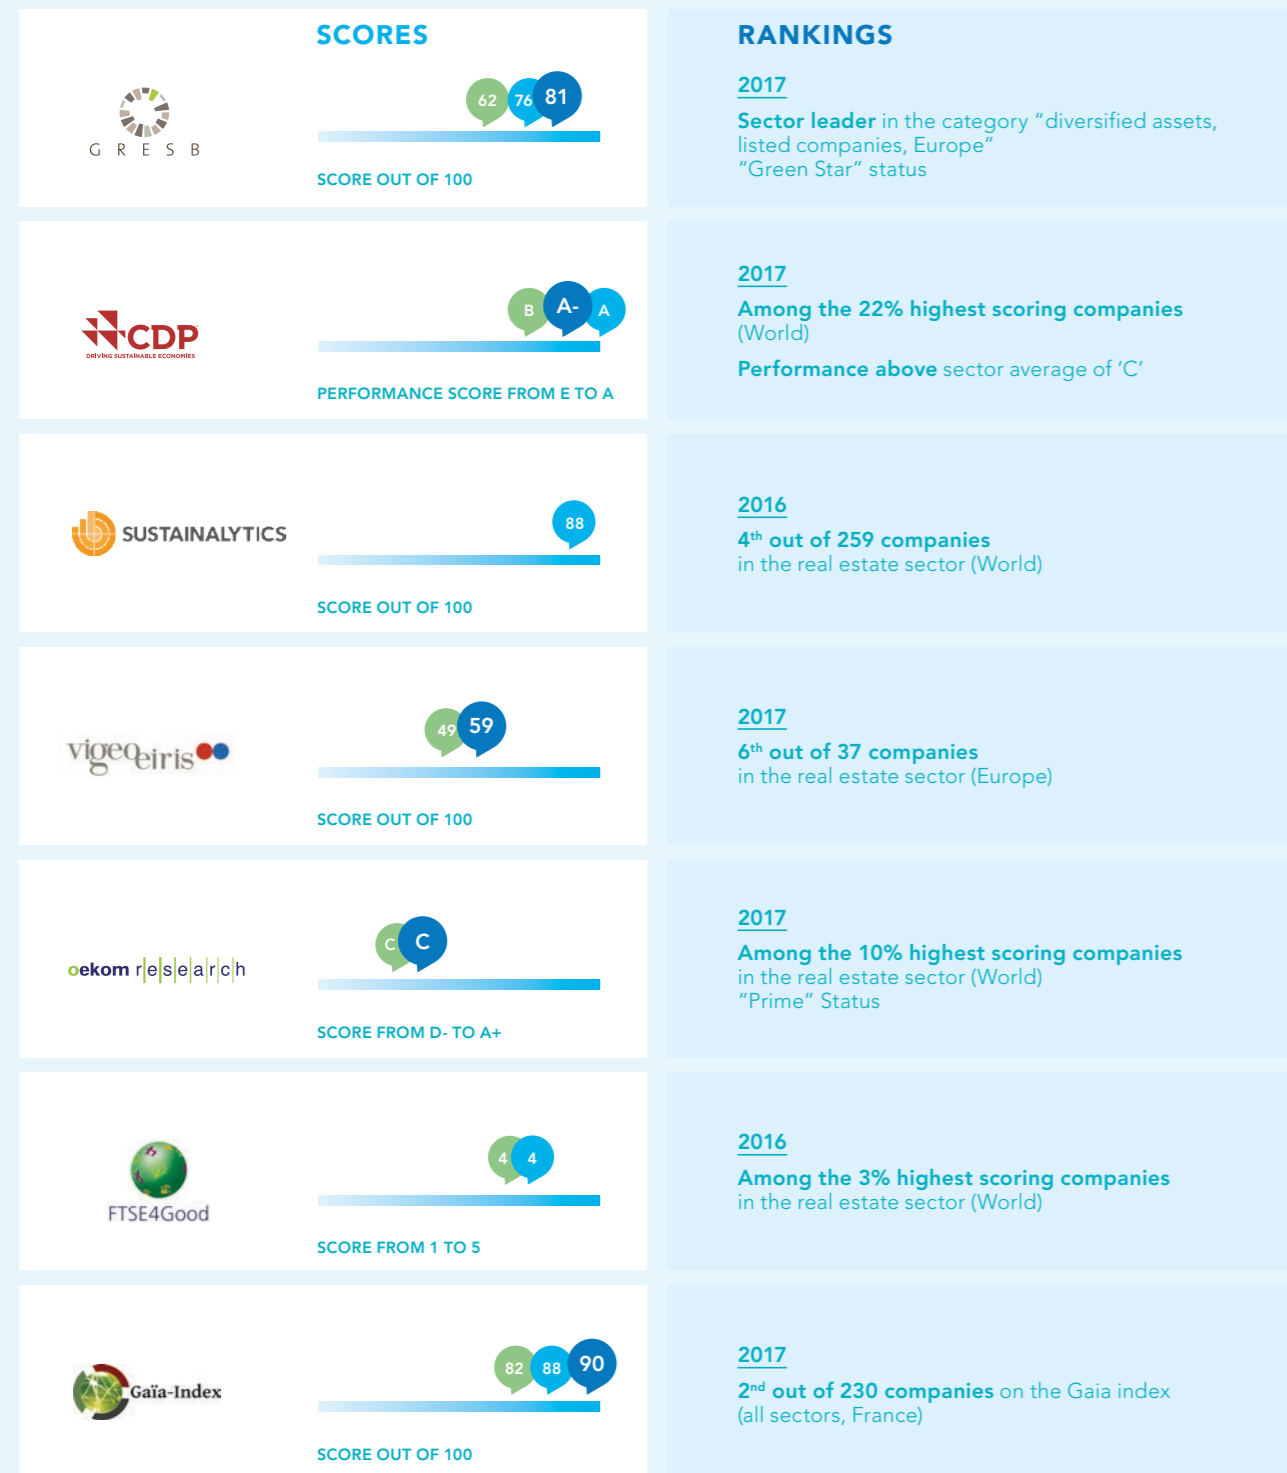 SCORES
RANKINGS
GRESB
62 76 81
SCORE OUT OF 100
2017
Sector leader in the category “diversified assets,
listed companies, Europe”
“Green Star” status
CDP
DRIVING SUSTAINABLE ECONOMIES
B A- A
PERFORMANCE SCORE FROM E TO A
2017
Among the 22% highest scoring companies
(World)
Performance above sector average of ‘C’
SUSTAINALYTICS
88
SCORE OUT OF 100
2016
4th out of 259 companies
in the real estate sector (World)
vigeoeiris
49 59
SCORE OUT OF 100
2017
6th out of 37 companies
in the real estate sector (Europe)
oekom r|e|s|e|a|r|c|h
C C
SCORE FROM D- TO A+
2017
Among the 10% highest scoring companies
in the real estate sector (World)
“Prime” Status
FTSE4Good
4 4
SCORE FROM 1 TO 5
2016
Among the 3% highest scoring companies
in the real estate sector (World)
Gaïa-Index
82 88 90
SCORE OUT OF 100
2017
2nd out of 230 companies on the Gaia index
(all sectors, France)